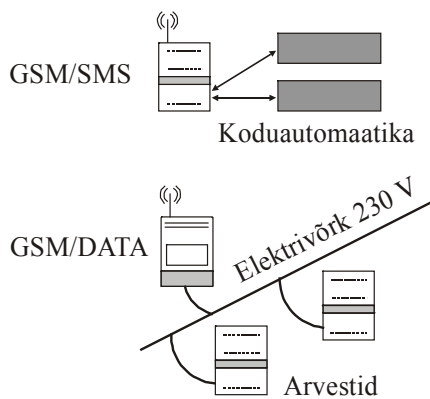 GSM/SMS
Koduautomaatika
GSM/DATA
Elektrivõrk 230 V
Arvestid